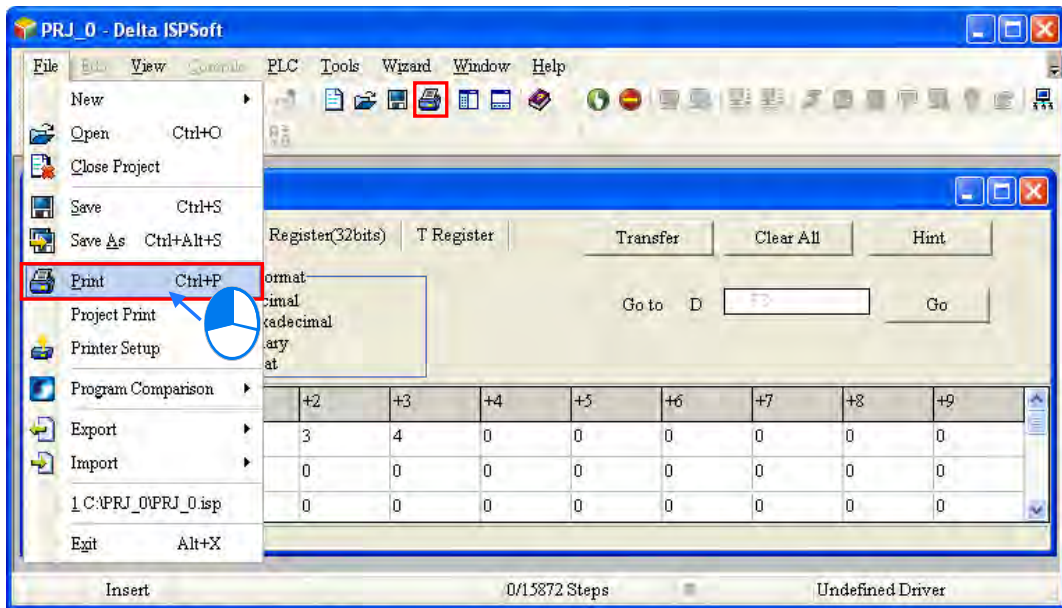 PRJ_0 - Delta ISPSoft
File Edit View Compile PLC Tools Wizard Window Help
New
Open Ctrl+O
Close Project
Save Ctrl+S
Save As Ctrl+Alt+S
Print Ctrl+P
Project Print
Printer Setup
Program Comparison
Export
Import
1 C:\PRJ_0\PRJ_0.isp
Exit Alt+X
Register(32bits) T Register Transfer Clear All Hint
ormat
cimal
xadecimal
ary
at
Go to D Go
+2 +3 +4 +5 +6 +7 +8 +9
3 4 0 0 0 0 0 0
0 0 0 0 0 0 0 0
0 0 0 0 0 0 0 0
Insert 0/15872 Steps Undefined Driver